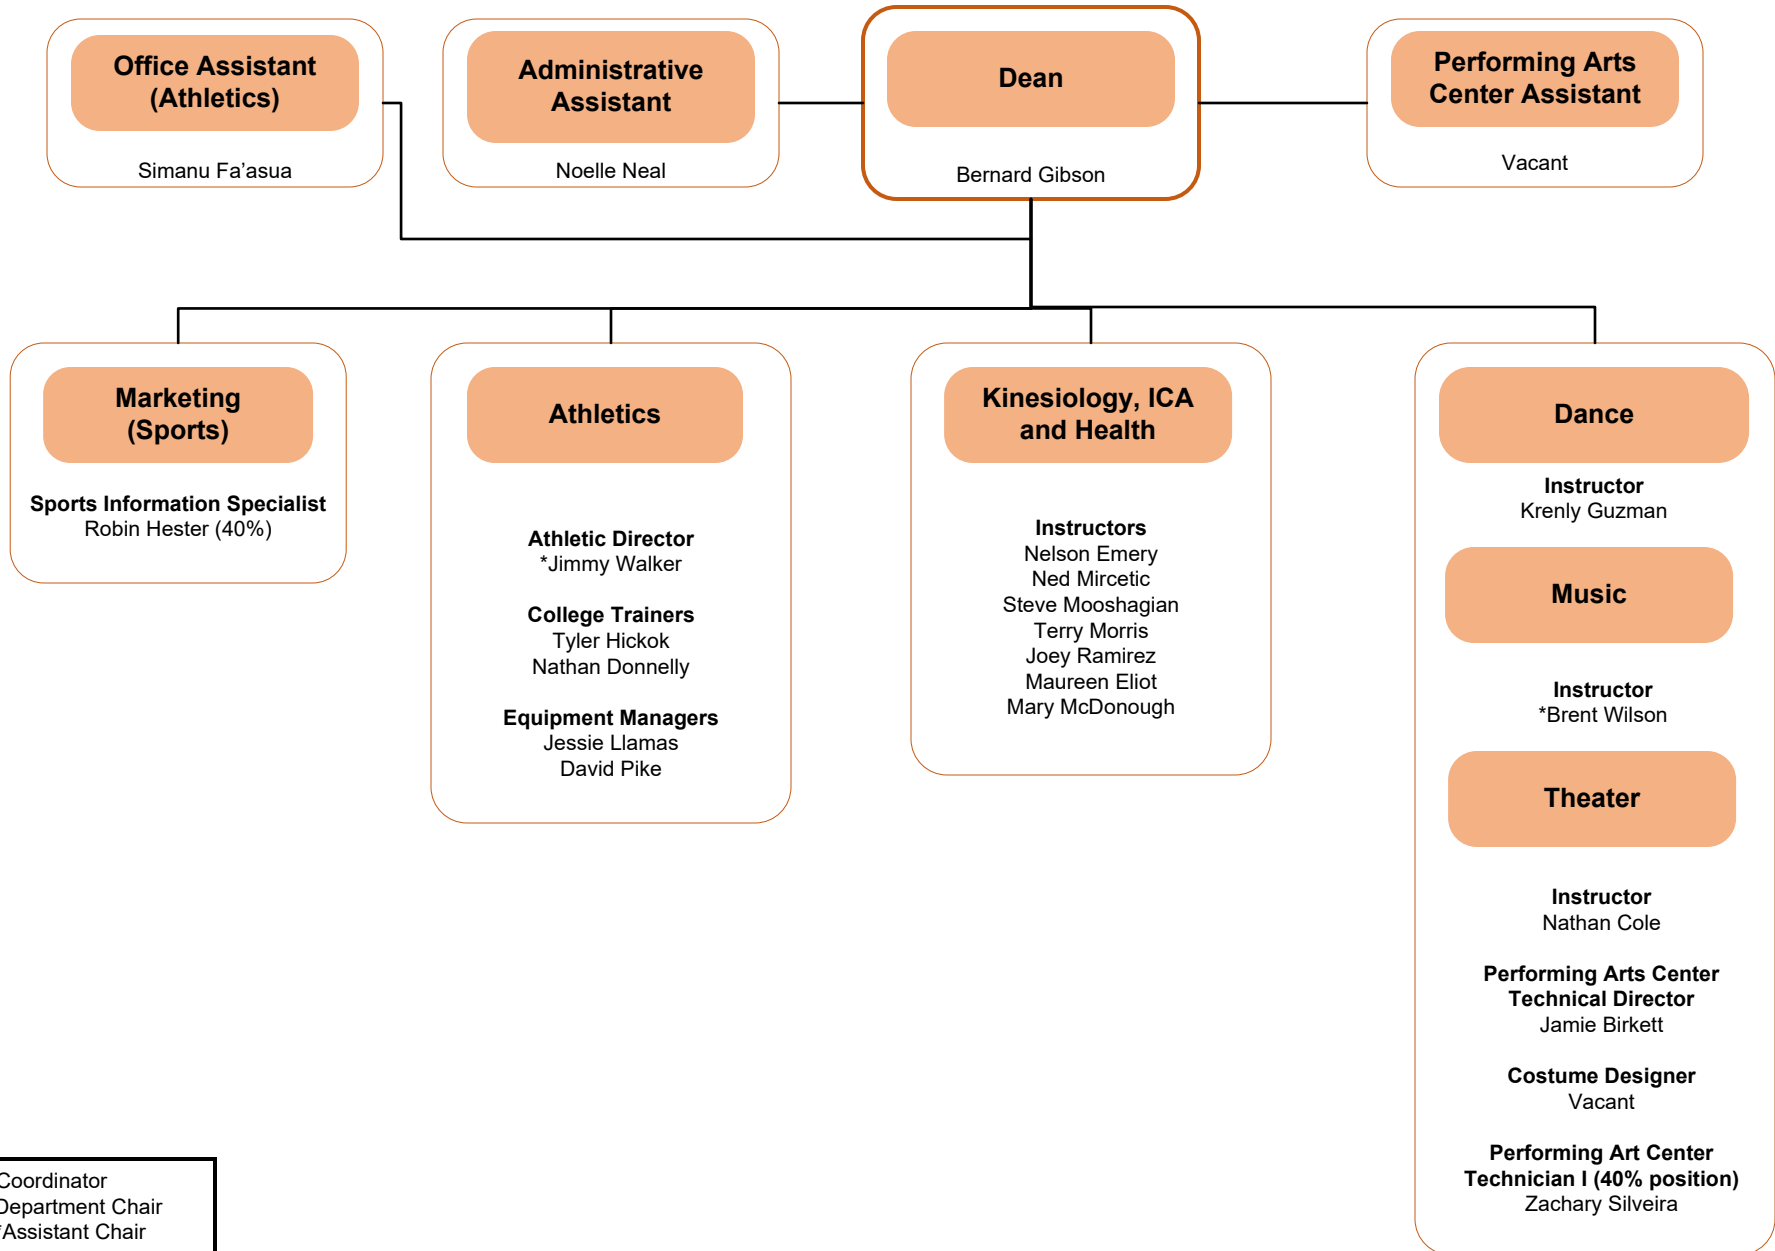 Office Assistant
(Athletics)
Simanu Fa'asua
Administrative
Assistant
Noelle Neal
Dean
Bernard Gibson
Performing Arts
Center Assistant
Vacant
Marketing
(Sports)
Sports Information Specialist
Robin Hester (40%)
Athletics
Athletic Director
*Jimmy Walker
College Trainers
Tyler Hickok
Nathan Donnelly
Equipment Managers
Jessie Llamas
David Pike
Kinesiology, ICA
and Health
Instructors
Nelson Emery
Ned Mircetic
Steve Mooshagian
Terry Morris
Joey Ramirez
Maureen Eliot
Mary McDonough
Dance
Instructor
Krenly Guzman
Music
Instructor
*Brent Wilson
Theater
Instructor
Nathan Cole
Performing Arts Center
Technical Director
Jamie Birkett
Costume Designer
Vacant
Performing Art Center
Technician I (40% position)
Zachary Silveira
Coordinator
Department Chair
*Assistant Chair